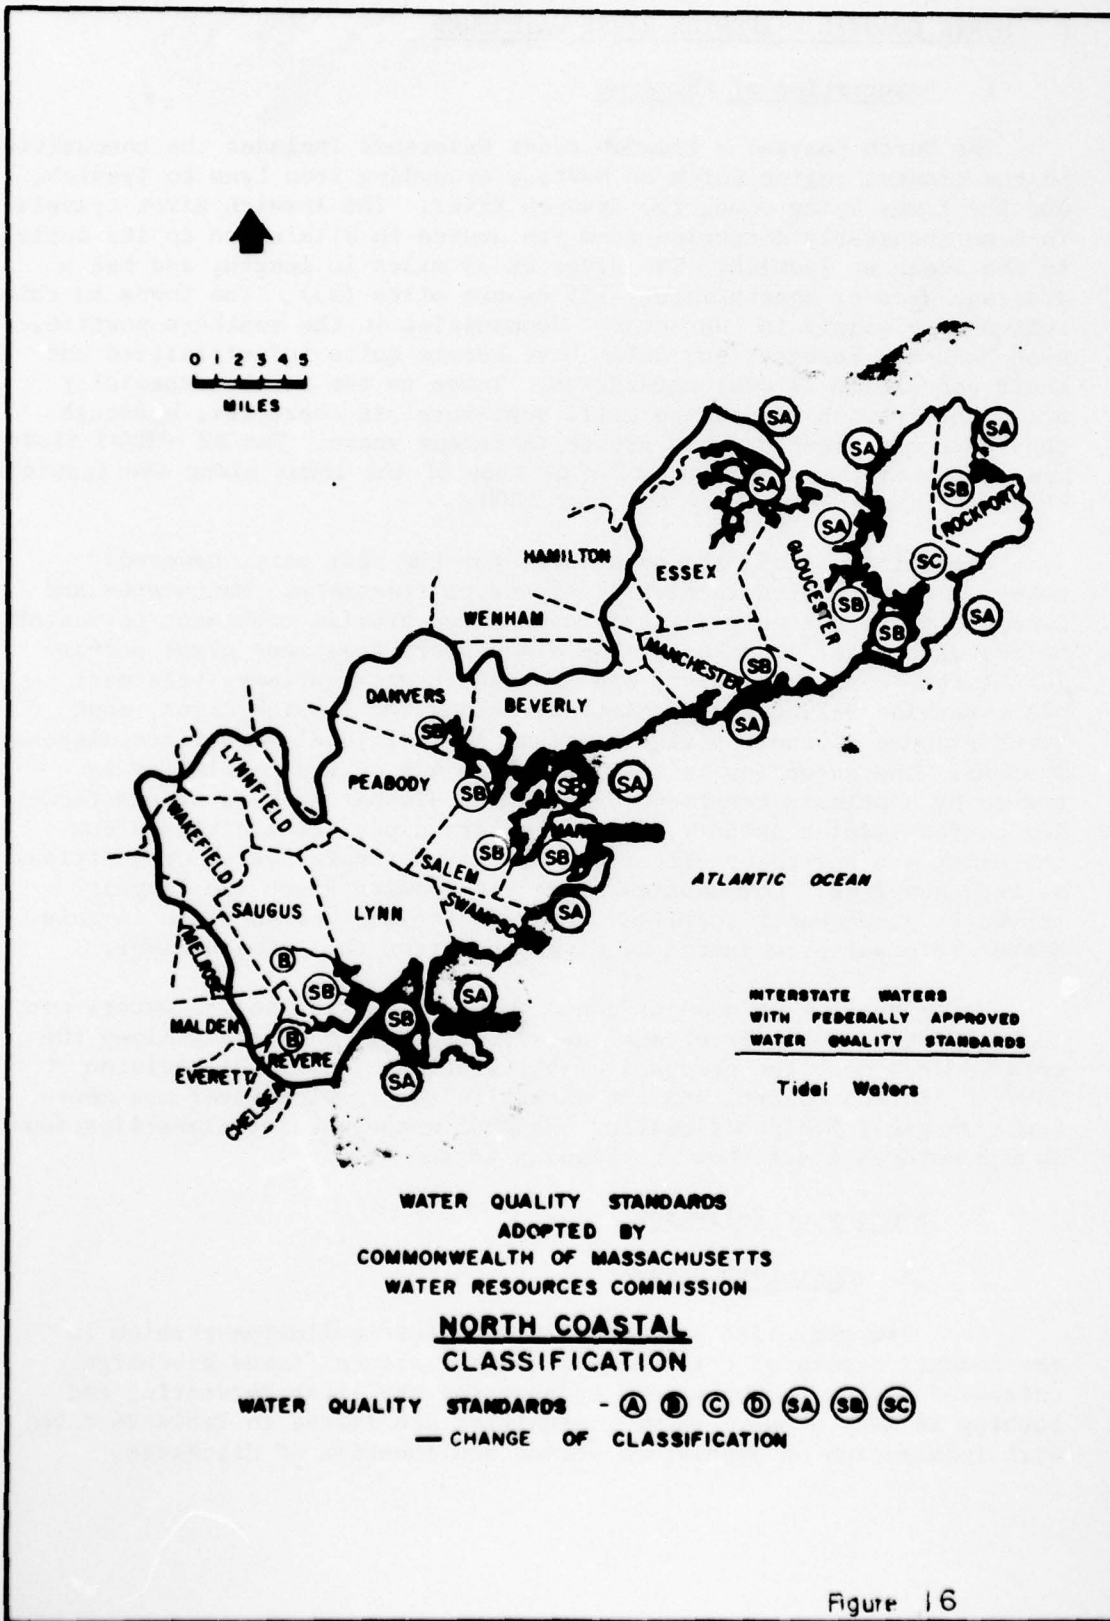 0 1 2 3 4 5
MILES
SA
SA
SA
SA
SB
ROCKPORT
SA
HAMILTON
ESSEX
GLOUCESTER
SC
SB
SA
WENHAM
SB
MANCHESTER
SB
DANVERS
BEVERLY
SA
SB
LYNNFIELD
PEABODY
SB
SB
SA
WAKEFIELD
MAR
SB
SB
SALEM
ATLANTIC OCEAN
SAUGUS
LYNN
SWAMPSC
SA
MELROSE
B
SB
SA
INTERSTATE WATERS
WITH FEDERALLY APPROVED
WATER QUALITY STANDARDS
Tidal Waters
MALDEN
SB
B
REVERE
EVERETT
SA
CHELSEA
WATER QUALITY STANDARDS
ADOPTED BY
COMMONWEALTH OF MASSACHUSETTS
WATER RESOURCES COMMISSION
NORTH COASTAL
CLASSIFICATION
WATER QUALITY STANDARDS - A B C D SA SB SC
— CHANGE OF CLASSIFICATION
Figure 16